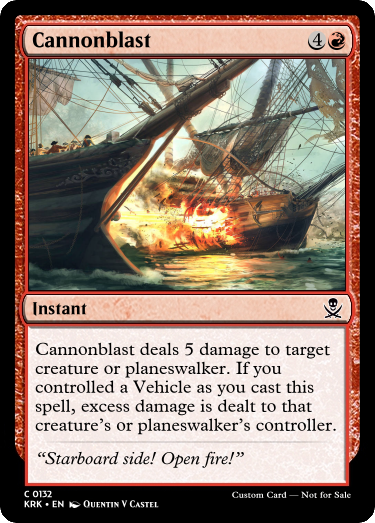 Cannonblast
4
Instant
Cannonblast deals 5 damage to target
creature or planeswalker. If you
controlled a Vehicle as you cast this
spell, excess damage is dealt to that
creature's or planeswalker's controller.
“Starboard side! Open fire!”
C 0132
KRK • EN Quentin V Castel
Custom Card — Not for Sale